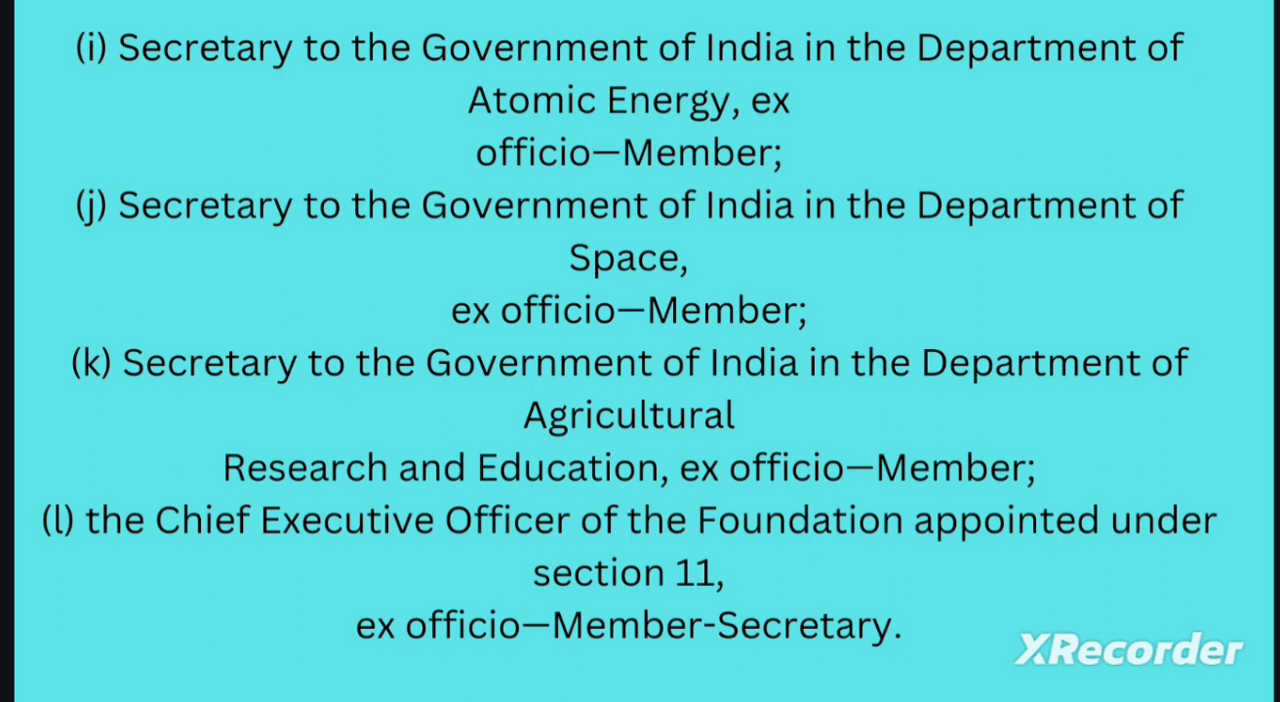 (i) Secretary to the Government of India in the Department of
Atomic Energy, ex
officio—Member;
(j) Secretary to the Government of India in the Department of
Space,
ex officio—Member;
(k) Secretary to the Government of India in the Department of
Agricultural
Research and Education, ex officio—Member;
(l) the Chief Executive Officer of the Foundation appointed under
section 11,
ex officio—Member-Secretary.
XRecorder